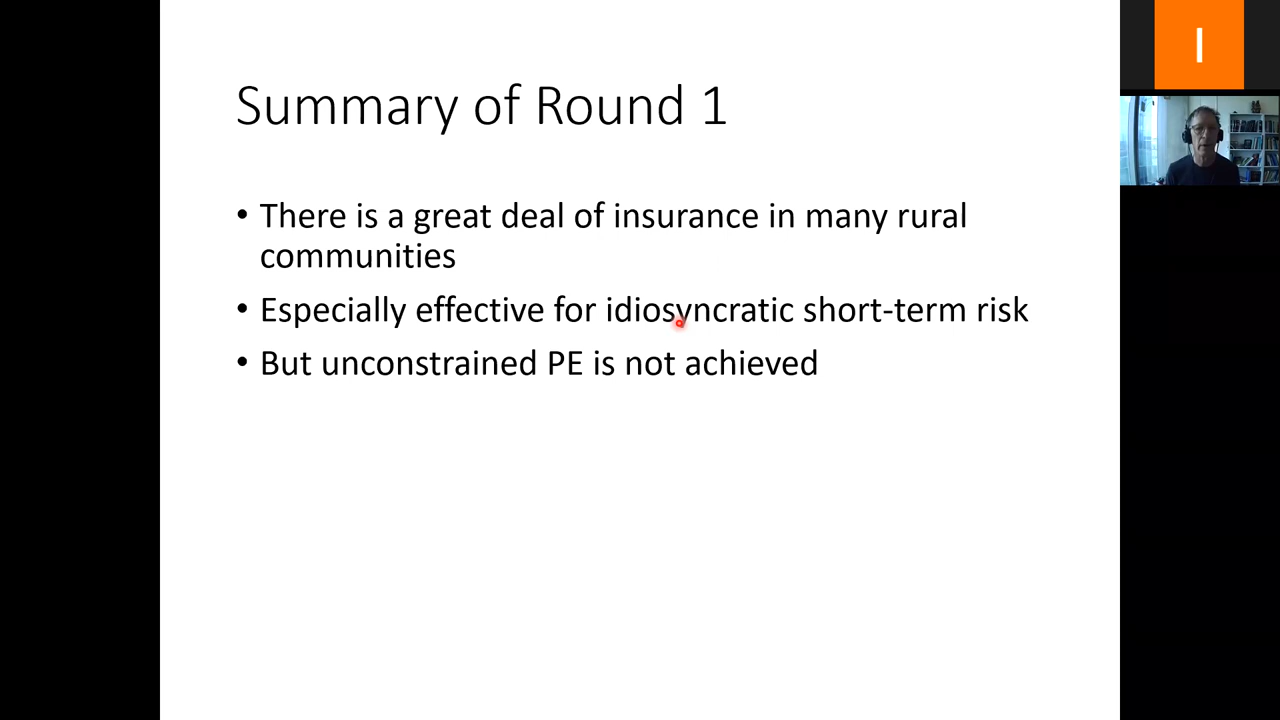 Summary of Round 1
• There is a great deal of insurance in many rural
communities
• Especially effective for idiosyncratic short-term risk
• But unconstrained PE is not achieved
I